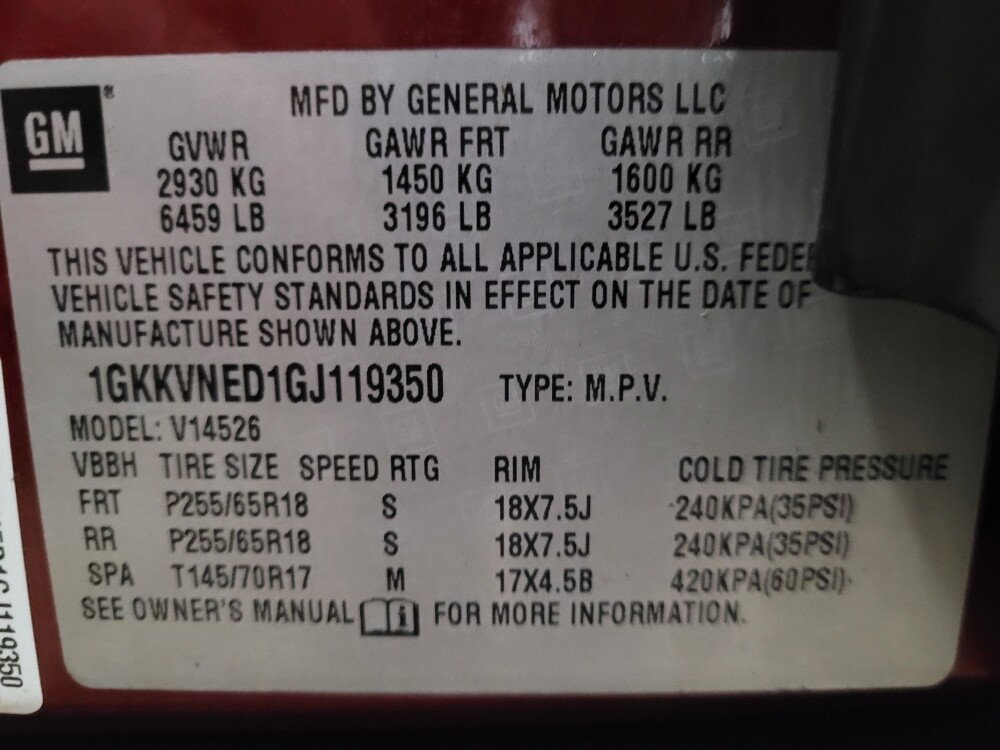 GM
MFD BY GENERAL MOTORS LLC
GVWR GAWR FRT GAWR RR
2930 KG 1450 KG 1600 KG
6459 LB 3196 LB 3527 LB
THIS VEHICLE CONFORMS TO ALL APPLICABLE U.S. FEDE
VEHICLE SAFETY STANDARDS IN EFFECT ON THE DATE OF
MANUFACTURE SHOWN ABOVE.
1GKKVNED1GJ119350 TYPE: M.P.V.
MODEL: V14526
VBBH TIRE SIZE SPEED RTG RIM COLD TIRE PRESSURE
FRT P255/65R18 S 18X7.5J 240KPA(35PSI)
RR P255/65R18 S 18X7.5J 240KPA(35PSI)
SPA T145/70R17 M 17X4.5B 420KPA(60PSI)
SEE OWNER'S MANUAL FOR MORE INFORMATION.
J119350